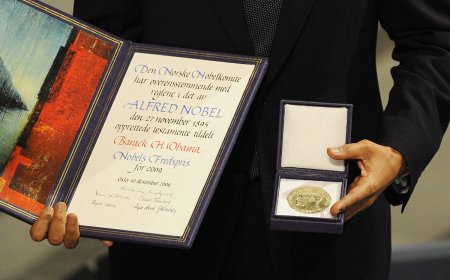 Den Norske Nobelkomite
har overensstemmende med
reglene i det av
ALFRED NOBEL
den 27 november 1895
opprettede testamente tildelt
Barack H. Obama
Nobels Fredspris
for 2009
Oslo, 10 desember 2009